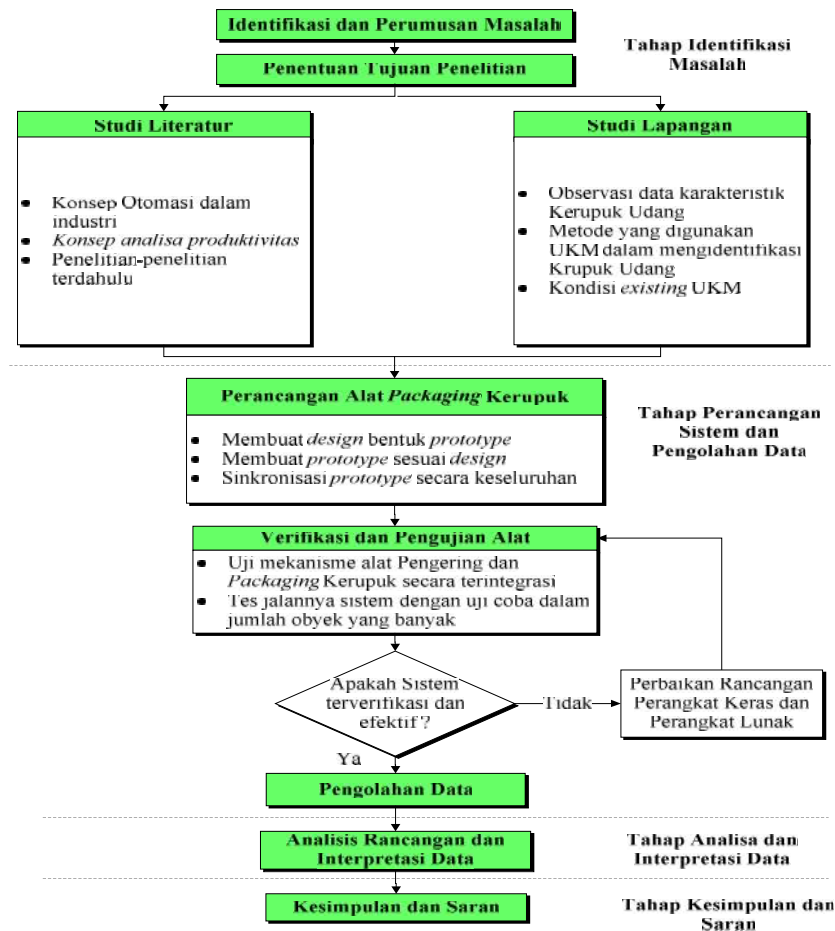 Identifikasi dan Perumusan Masalah
Tahap Identifikasi
Masalah
Penentuan Tujuan Penelitian
Studi Literatur
• Konsep Otomasi dalam
industri
• Konsep analisa produktivitas
• Penelitian-penelitian
terdahulu
Studi Lapangan
• Observasi data karakteristik
Kerupuk Udang
• Metode yang digunakan
UKM dalam mengidentifikasi
Krupuk Udang
• Kondisi existing UKM
Perancangan Alat Packaging Kerupuk
• Membuat design bentuk prototype
• Membuat prototype sesuai design
• Sinkronisasi prototype secara keseluruhan
Tahap Perancangan
Sistem dan
Pengolahan Data
Verifikasi dan Pengujian Alat
• Uji mekanisme alat Pengering dan
Packaging Kerupuk secara terintegrasi
• Tes jalannya sistem dengan uji coba dalam
jumlah obyek yang banyak
Apakah Sistem
terverifikasi dan
efektif ?
Tidak
Perbaikan Rancangan
Perangkat Keras dan
Perangkat Lunak
Ya
Pengolahan Data
Analisis Rancangan dan
Interpretasi Data
Tahap Analisa dan
Interpretasi Data
Kesimpulan dan Saran
Tahap Kesimpulan dan
Saran